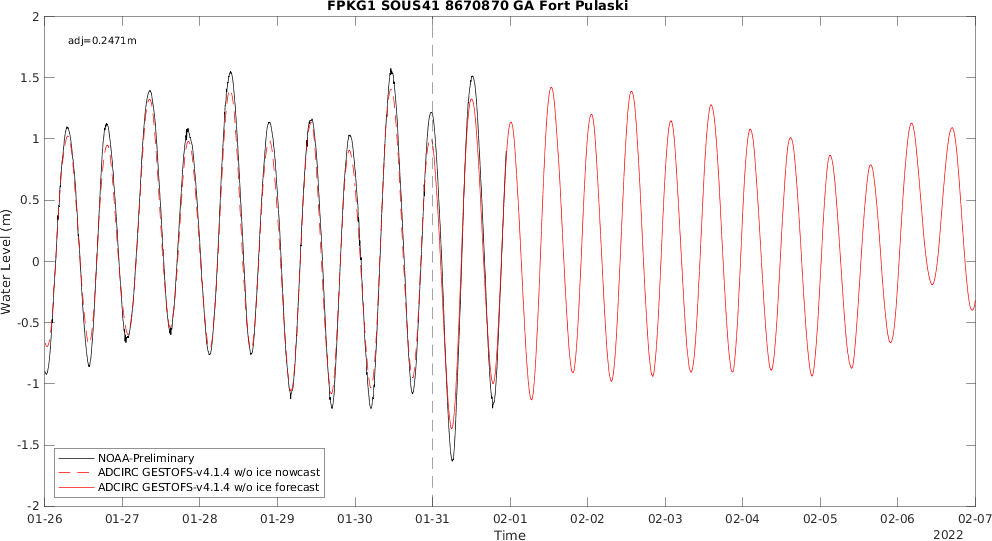 FPKG1 SOUS41 8670870 GA Fort Pulaski
adj=0.2471m
2
1.5
1
0.5
0
-0.5
-1
-1.5
-2
Water Level (m)
NOAA-Preliminary
ADCIRC GESTOFS-v4.1.4 w/o ice nowcast
ADCIRC GESTOFS-v4.1.4 w/o ice forecast
01-26 01-27 01-28 01-29 01-30 01-31 02-01 02-02 02-03 02-04 02-05 02-06 02-07
Time
2022